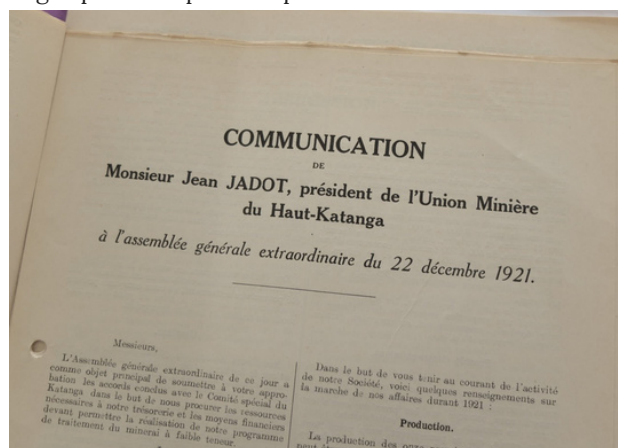 COMMUNICATION
DE
Monsieur Jean JADOT, président de l'Union Minière
du Haut-Katanga
à l'assemblée générale extraordinaire du 22 décembre 1921.
Messieurs,
L'Assemblée générale extraordinaire de ce jour a
comme objet principal de soumettre à votre appro-
bation les accords conclus avec le Comité spécial du
Katanga dans le but de nous procurer les ressources
nécessaires à notre trésorerie et les moyens financiers
devant permettre la réalisation de notre programme
de traitement du minerai à faible teneur.
Dans le but de vous tenir au courant de l'activité
de notre Société, voici quelques renseignements sur
la marche de nos affaires durant 1921 :
Production.
La production des